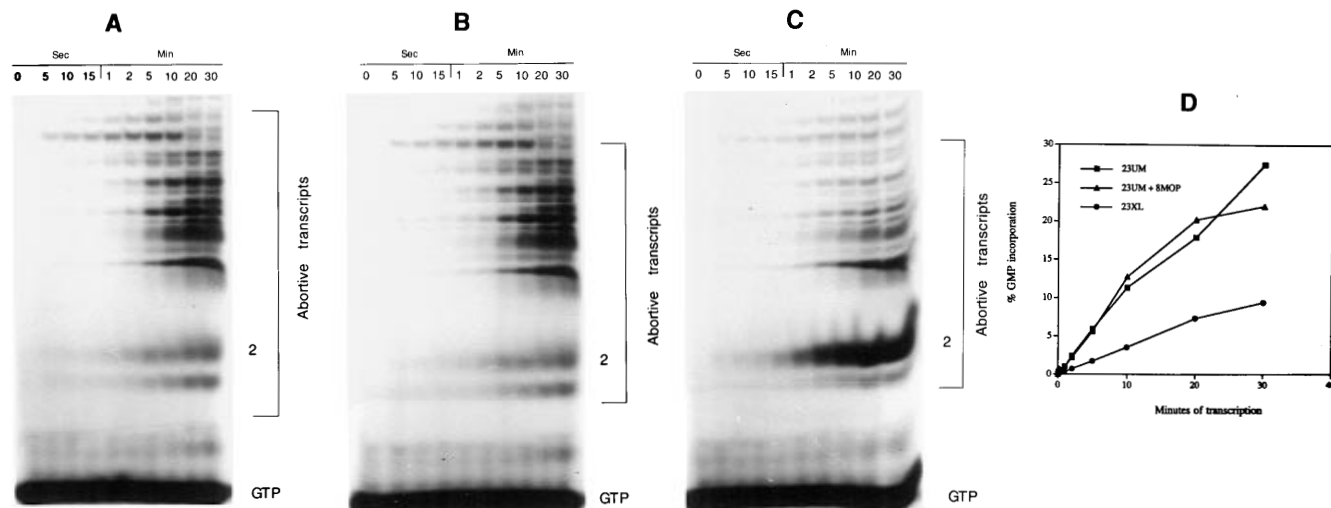 A
Sec Min
0 5 10 15 1 2 5 10 20 30
Abortive transcripts
2
GTP
B
Sec Min
0 5 10 15 1 2 5 10 20 30
Abortive transcripts
2
GTP
C
Sec Min
0 5 10 15 1 2 5 10 20 30
Abortive transcripts
2
GTP
D
% GMP incorporation
30
25
20
15
10
5
0
23UM
23UM + 8MOP
23XL
0 10 20 30
Minutes of transcription